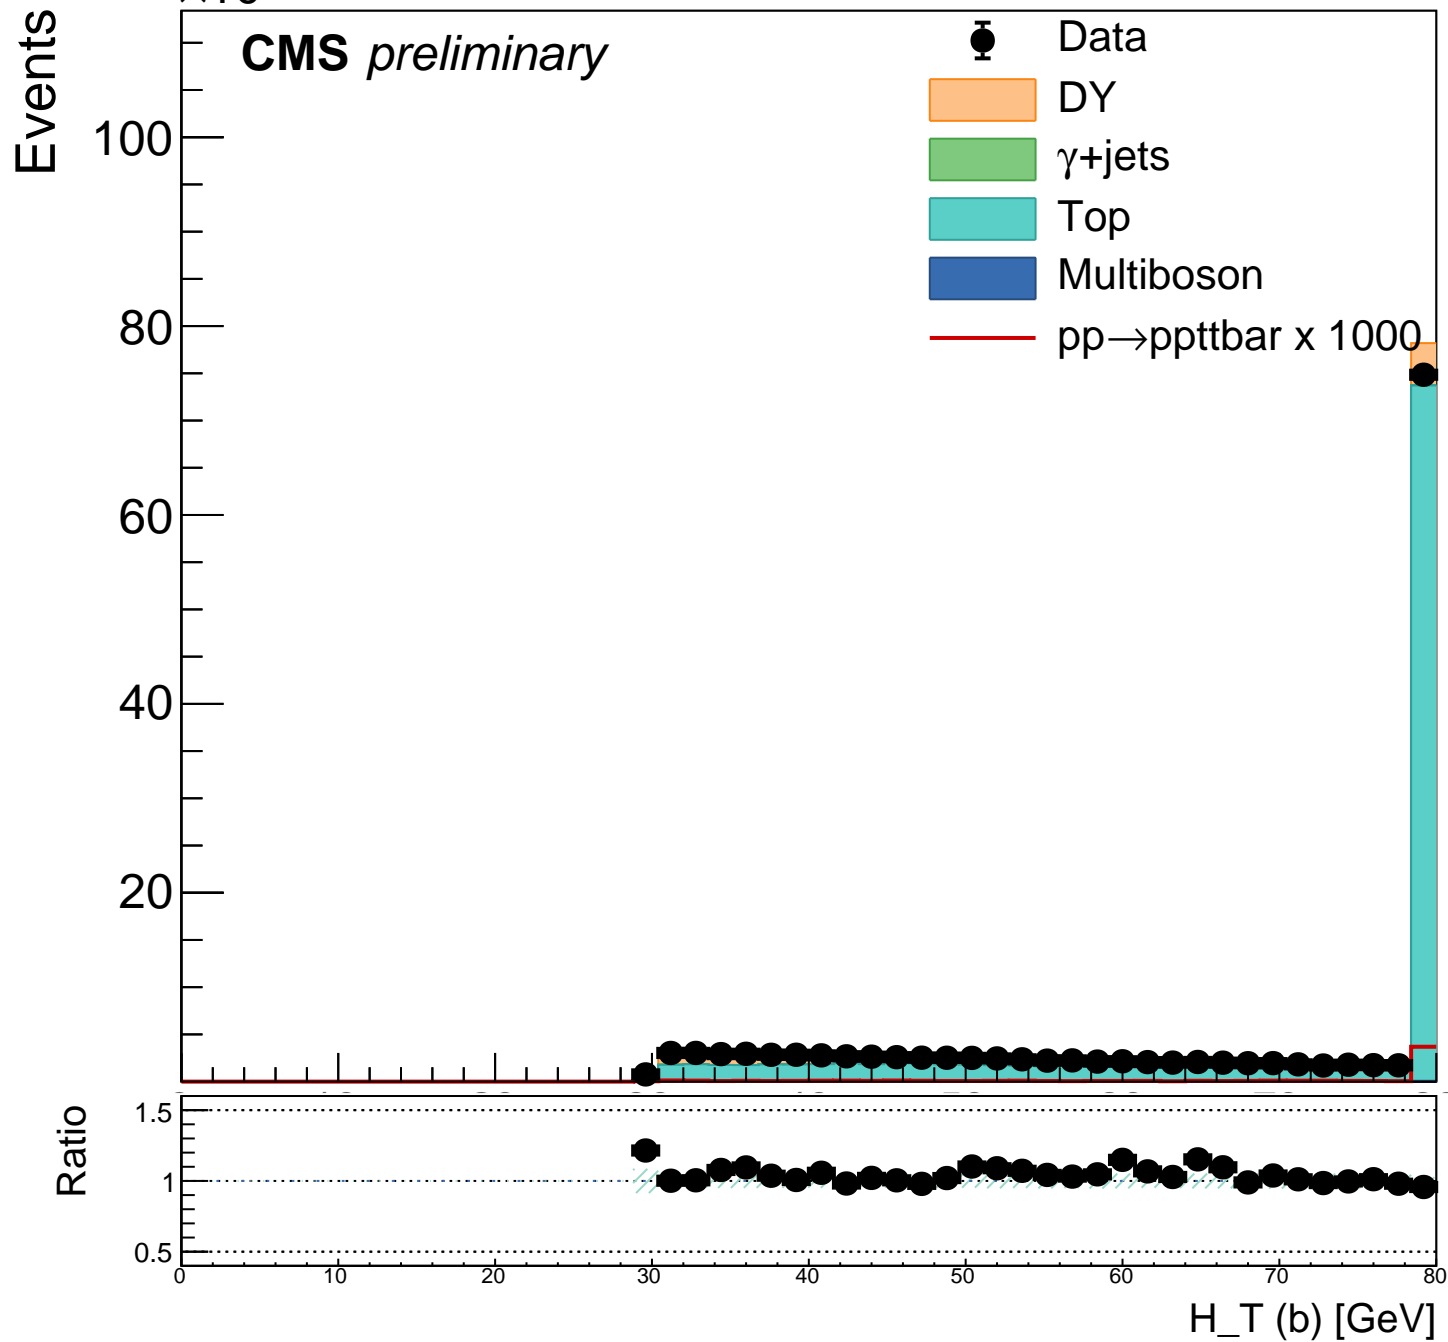 CMS preliminary
Events
Data
DY
γ+jets
Top
Multiboson
pp→ppttbar x 1000
100
80
60
40
20
Ratio
1.5
1
0.5
0 10 20 30 40 50 60 70 80
H_T (b) [GeV]